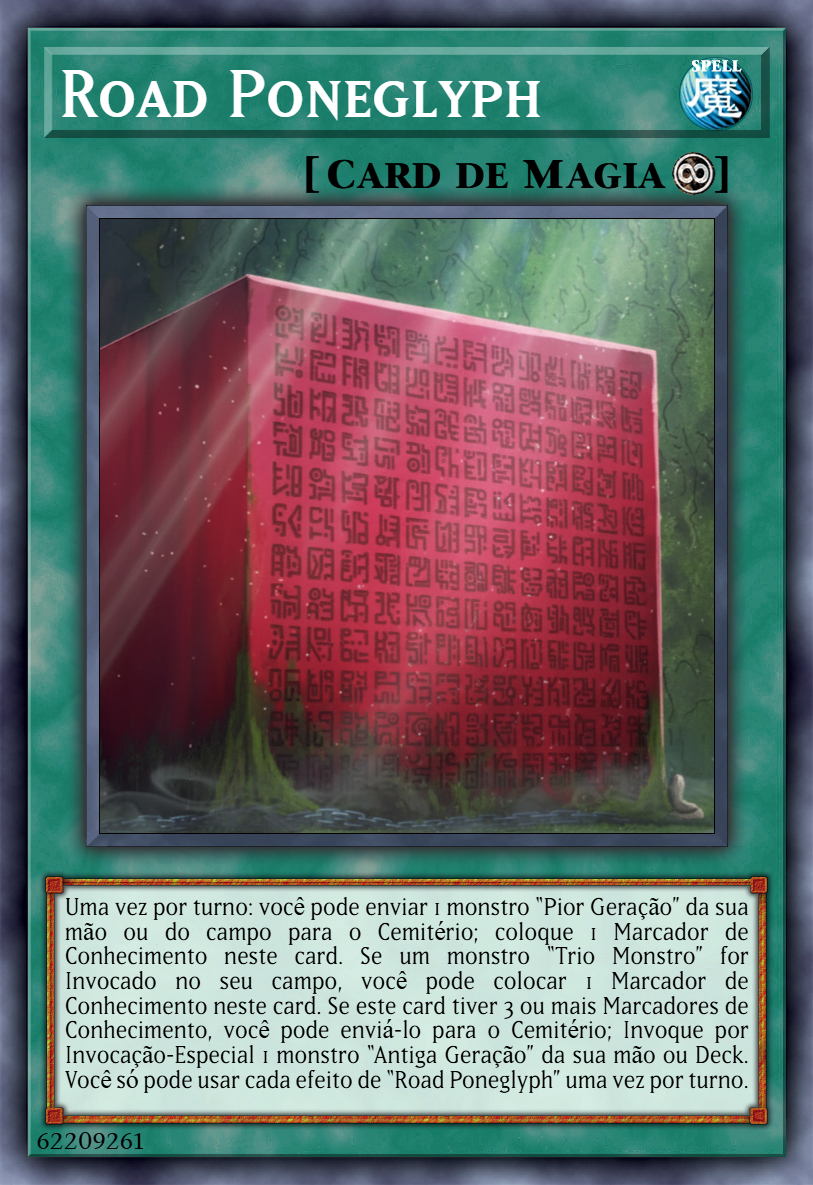 Road Poneglyph
SPELL
魔
[Card de Magia ]
Uma vez por turno: você pode enviar 1 monstro "Pior Geração" da sua
mão ou do campo para o Cemitério; coloque 1 Marcador de
Conhecimento neste card. Se um monstro "Trio Monstro" for
Invocado no seu campo, você pode colocar 1 Marcador de
Conhecimento neste card. Se este card tiver 3 ou mais Marcadores de
Conhecimento, você pode enviá-lo para o Cemitério; Invoque por
Invocação-Especial 1 monstro "Antiga Geração" da sua mão ou Deck.
Você só pode usar cada efeito de "Road Poneglyph" uma vez por turno.
62209261